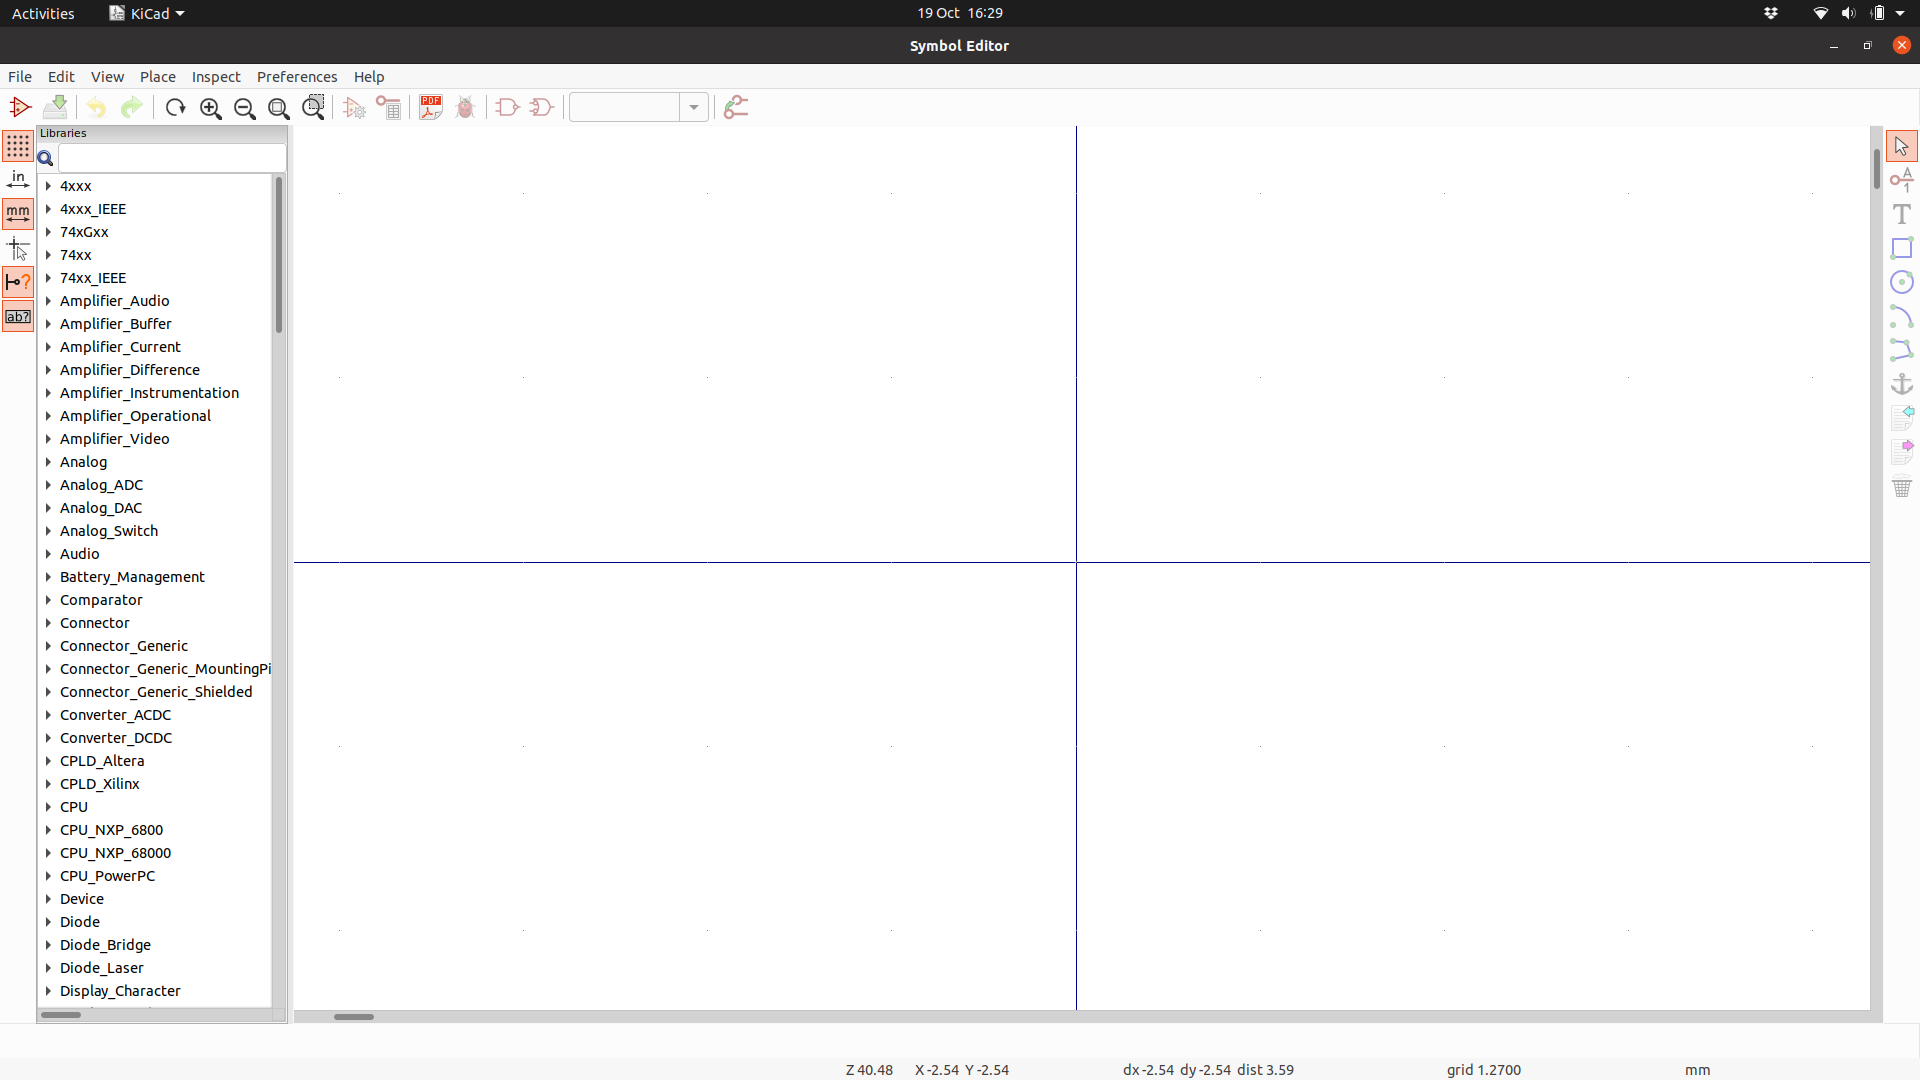 Activities KiCad 19 Oct 16:29
Symbol Editor
File Edit View Place Inspect Preferences Help
PDF
Libraries
in
mm
ab?
4xxx
4xxx_IEEE
74xGxx
74xx
74xx_IEEE
Amplifier_Audio
Amplifier_Buffer
Amplifier_Current
Amplifier_Difference
Amplifier_Instrumentation
Amplifier_Operational
Amplifier_Video
Analog
Analog_ADC
Analog_DAC
Analog_Switch
Audio
Battery_Management
Comparator
Connector
Connector_Generic
Connector_Generic_MountingPi
Connector_Generic_Shielded
Converter_ACDC
Converter_DCDC
CPLD_Altera
CPLD_Xilinx
CPU
CPU_NXP_6800
CPU_NXP_68000
CPU_PowerPC
Device
Diode
Diode_Bridge
Diode_Laser
Display_Character
A
1
T
Z 40.48 X -2.54 Y -2.54 dx -2.54 dy -2.54 dist 3.59 grid 1.2700 mm